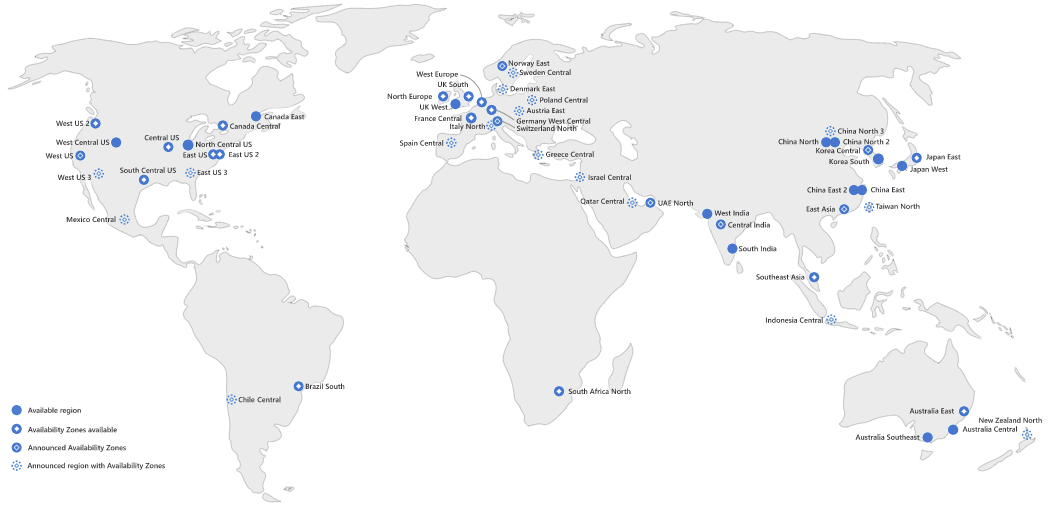 Norway East
Sweden Central
West Europe
UK South
Denmark East
North Europe
Poland Central
UK West
Austria East
France Central
Germany West Central
Italy North
Switzerland North
Spain Central
Greece Central
Israel Central
Qatar Central
UAE North
Canada East
West US 2
Canada Central
West Central US
Central US
North Central US
West US
East US
East US 2
West US 3
South Central US
East US 3
Mexico Central
China North 3
China North
China North 2
Korea Central
Korea South
Japan East
Japan West
China East 2
China East
East Asia
Taiwan North
West India
Central India
South India
Southeast Asia
Indonesia Central
Brazil South
Chile Central
South Africa North
Australia East
New Zealand North
Australia Central
Australia Southeast
Available region
Availability Zones available
Announced Availability Zones
Announced region with Availability Zones